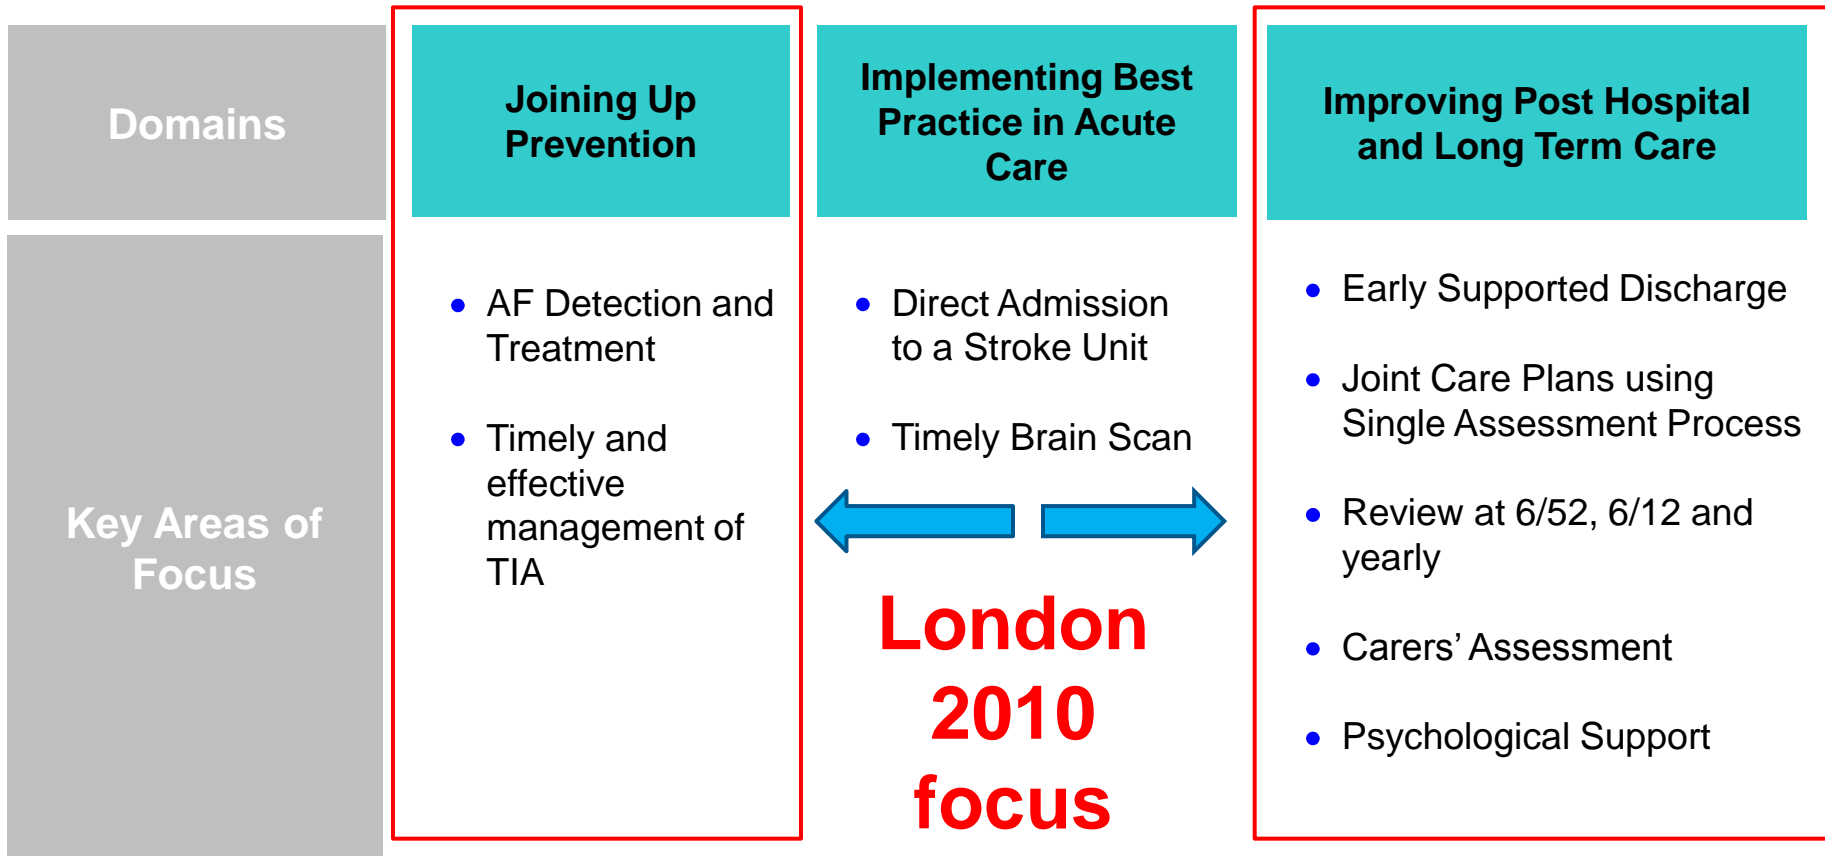 Domains
Joining Up
Prevention
Implementing Best
Practice in Acute
Care
Improving Post Hospital
and Long Term Care
Key Areas of
Focus
• AF Detection and
Treatment
• Timely and
effective
management of
TIA
• Direct Admission
to a Stroke Unit
• Timely Brain Scan
London
2010
focus
• Early Supported Discharge
• Joint Care Plans using
Single Assessment Process
• Review at 6/52, 6/12 and
yearly
• Carers’ Assessment
• Psychological Support